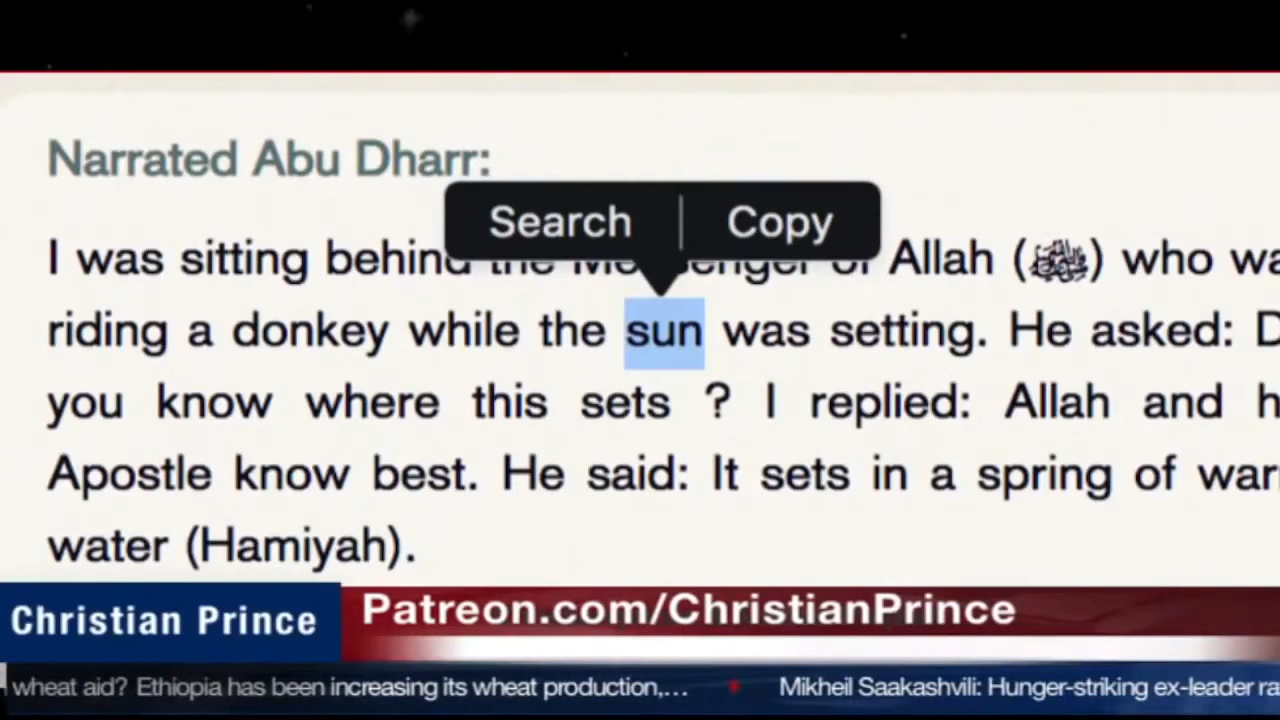 Narrated Abu Dharr:
Search Copy
I was sitting behind the Messenger of Allah (ﷺ) who wa
riding a donkey while the sun was setting. He asked: D
you know where this sets ? I replied: Allah and h
Apostle know best. He said: It sets in a spring of war
water (Hamiyah).
Christian Prince
Patreon.com/ChristianPrince
wheat aid? Ethiopia has been increasing its wheat production,...
Mikheil Saakashvili: Hunger-striking ex-leader ra